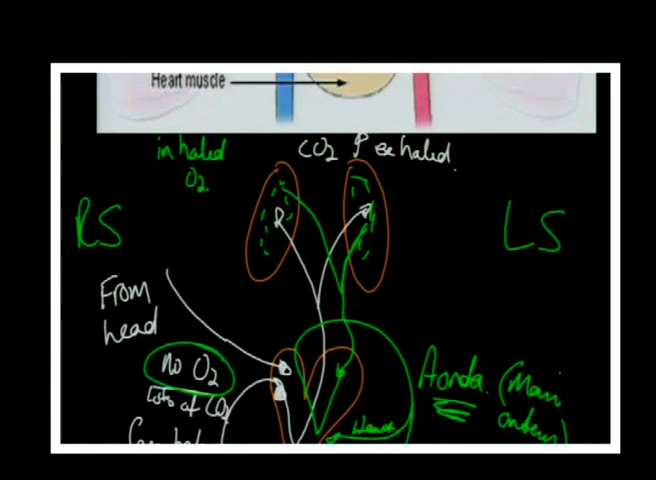 Heart muscle
inhaled
O₂.
CO₂ ↑ exhaled.
RS
LS
From
head
No O₂
Lots of CO₂
Aorta. (Main
artery)